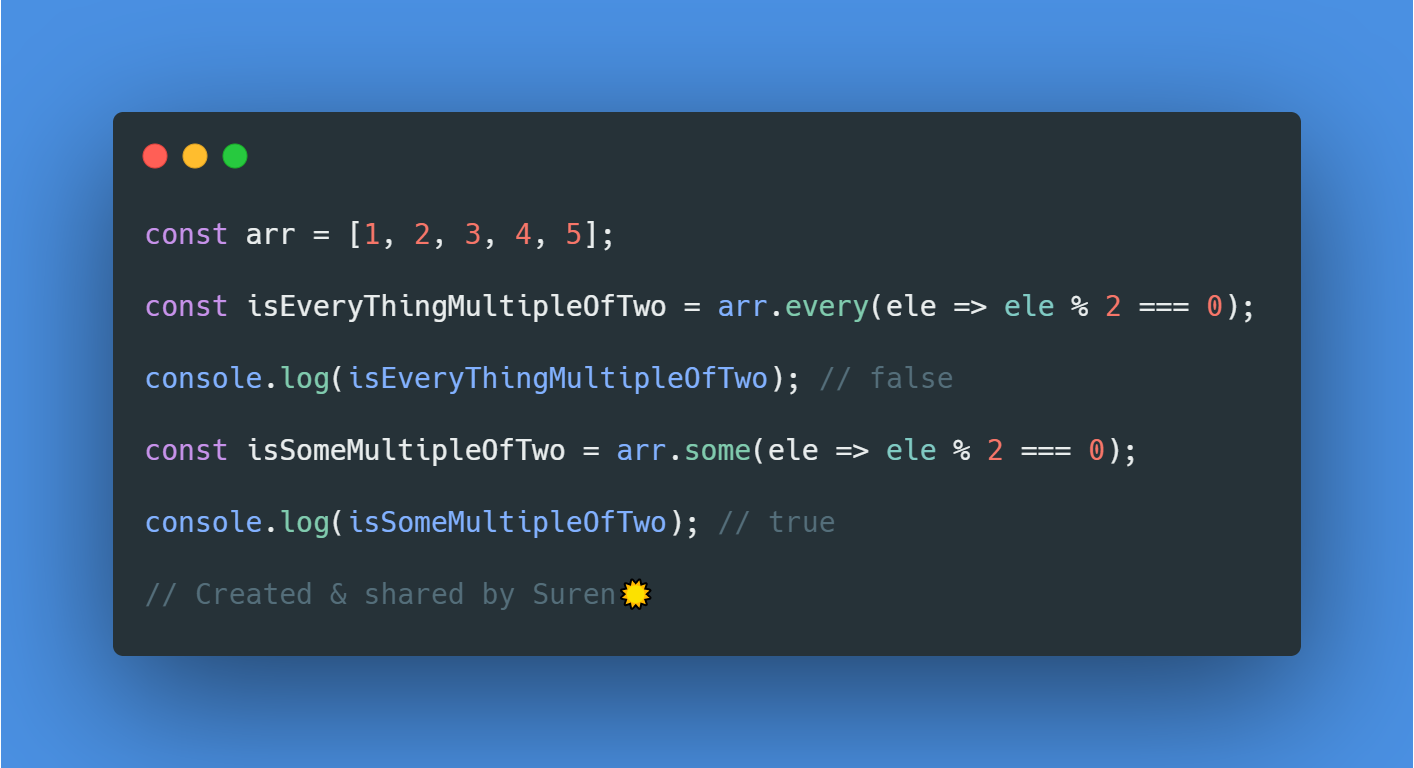 const arr = [1, 2, 3, 4, 5];
const isEveryThingMultipleOfTwo = arr.every(ele => ele % 2 === 0);
console.log(isEveryThingMultipleOfTwo); // false
const isSomeMultipleOfTwo = arr.some(ele => ele % 2 === 0);
console.log(isSomeMultipleOfTwo); // true
// Created & shared by Suren